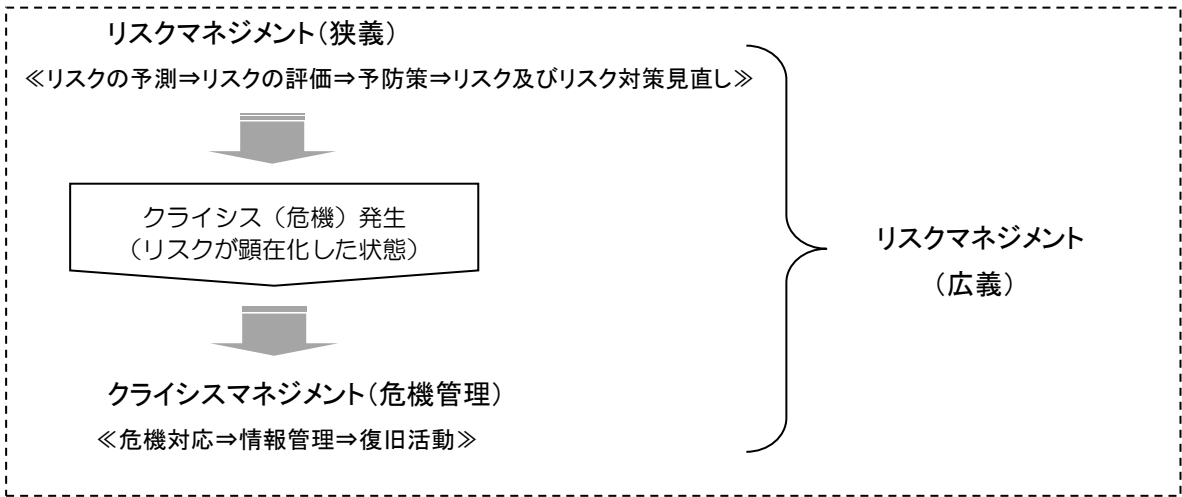 リスクマネジメント（狭義）
≪リスクの予測⇒リスクの評価⇒予防策⇒リスク及びリスク対策見直し≫
クライシス（危機）発生
（リスクが顕在化した状態）
クライシスマネジメント（危機管理）
≪危機対応⇒情報管理⇒復旧活動≫
リスクマネジメント
（広義）